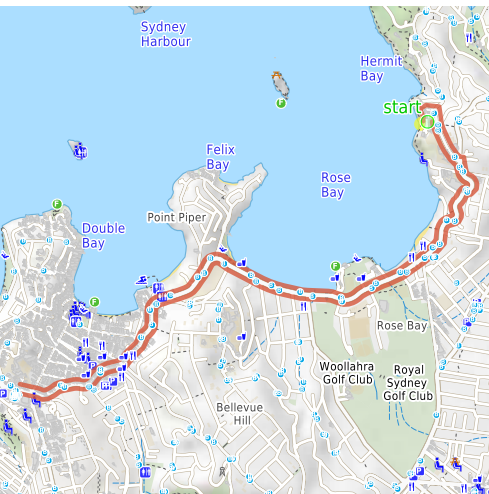 Sydney
Harbour
Hermit
Bay
start
F
Felix
Bay
Rose
Bay
Point Piper
F
Double
Bay
F
F
Rose Bay
Woollahra
Golf Club
Royal
Sydney
Golf Club
P
P
Bellevue
Hill